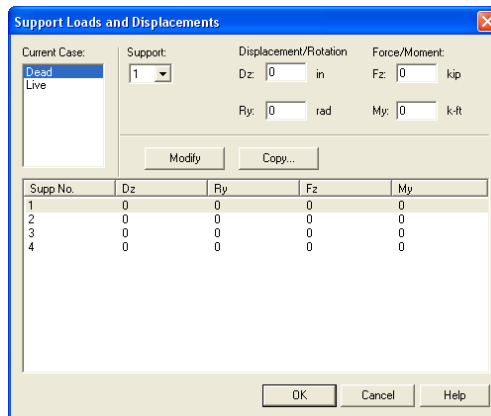 Support Loads and Displacements
Current Case:
Dead
Live
Support:
1
Displacement/Rotation
Dz: 0 in
Ry: 0 rad
Force/Moment:
Fz: 0 kip
My: 0 k-ft
Modify
Copy...
Supp No. Dz Ry Fz My
1 0 0 0 0
2 0 0 0 0
3 0 0 0 0
4 0 0 0 0
OK Cancel Help